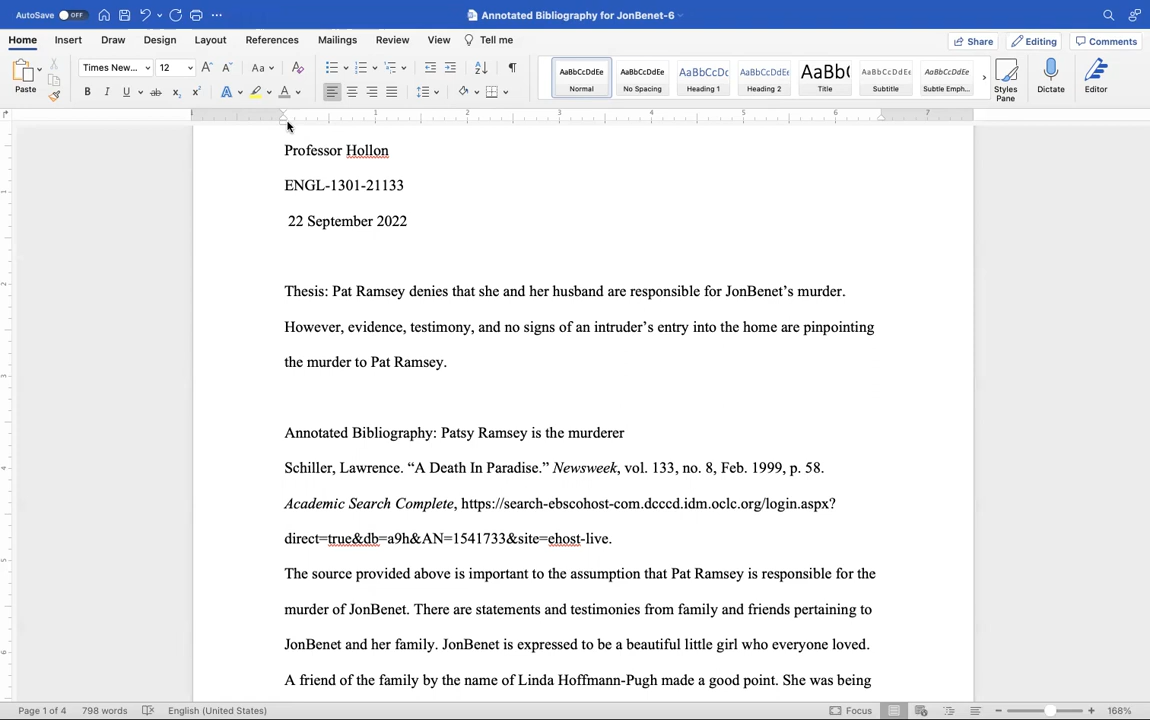 AutoSave OFF
Annotated Bibliography for JonBenet-6
Home Insert Draw Design Layout References Mailings Review View Tell me
Share Editing Comments
Paste
Times New... 12
AaBbCcDdEe Normal
AaBbCcDdEe No Spacing
AaBbCcDc Heading 1
AaBbCcDdEe Heading 2
AaBb( Title
AaBbCcDdEe Subtitle
AaBbCcDdEe Subtle Emph...
Styles Pane
Dictate
Editor
1 2 3 4 5 6 7
Professor Hollon
ENGL-1301-21133
22 September 2022
Thesis: Pat Ramsey denies that she and her husband are responsible for JonBenet’s murder.
However, evidence, testimony, and no signs of an intruder’s entry into the home are pinpointing
the murder to Pat Ramsey.
Annotated Bibliography: Patsy Ramsey is the murderer
Schiller, Lawrence. “A Death In Paradise.” Newsweek, vol. 133, no. 8, Feb. 1999, p. 58.
Academic Search Complete, https://search-ebscohost-com.dcccd.idm.oclc.org/login.aspx?
direct=true&db=a9h&AN=1541733&site=ehost-live.
The source provided above is important to the assumption that Pat Ramsey is responsible for the
murder of JonBenet. There are statements and testimonies from family and friends pertaining to
JonBenet and her family. JonBenet is expressed to be a beautiful little girl who everyone loved.
A friend of the family by the name of Linda Hoffmann-Pugh made a good point. She was being
Page 1 of 4 798 words English (United States) Focus 168%